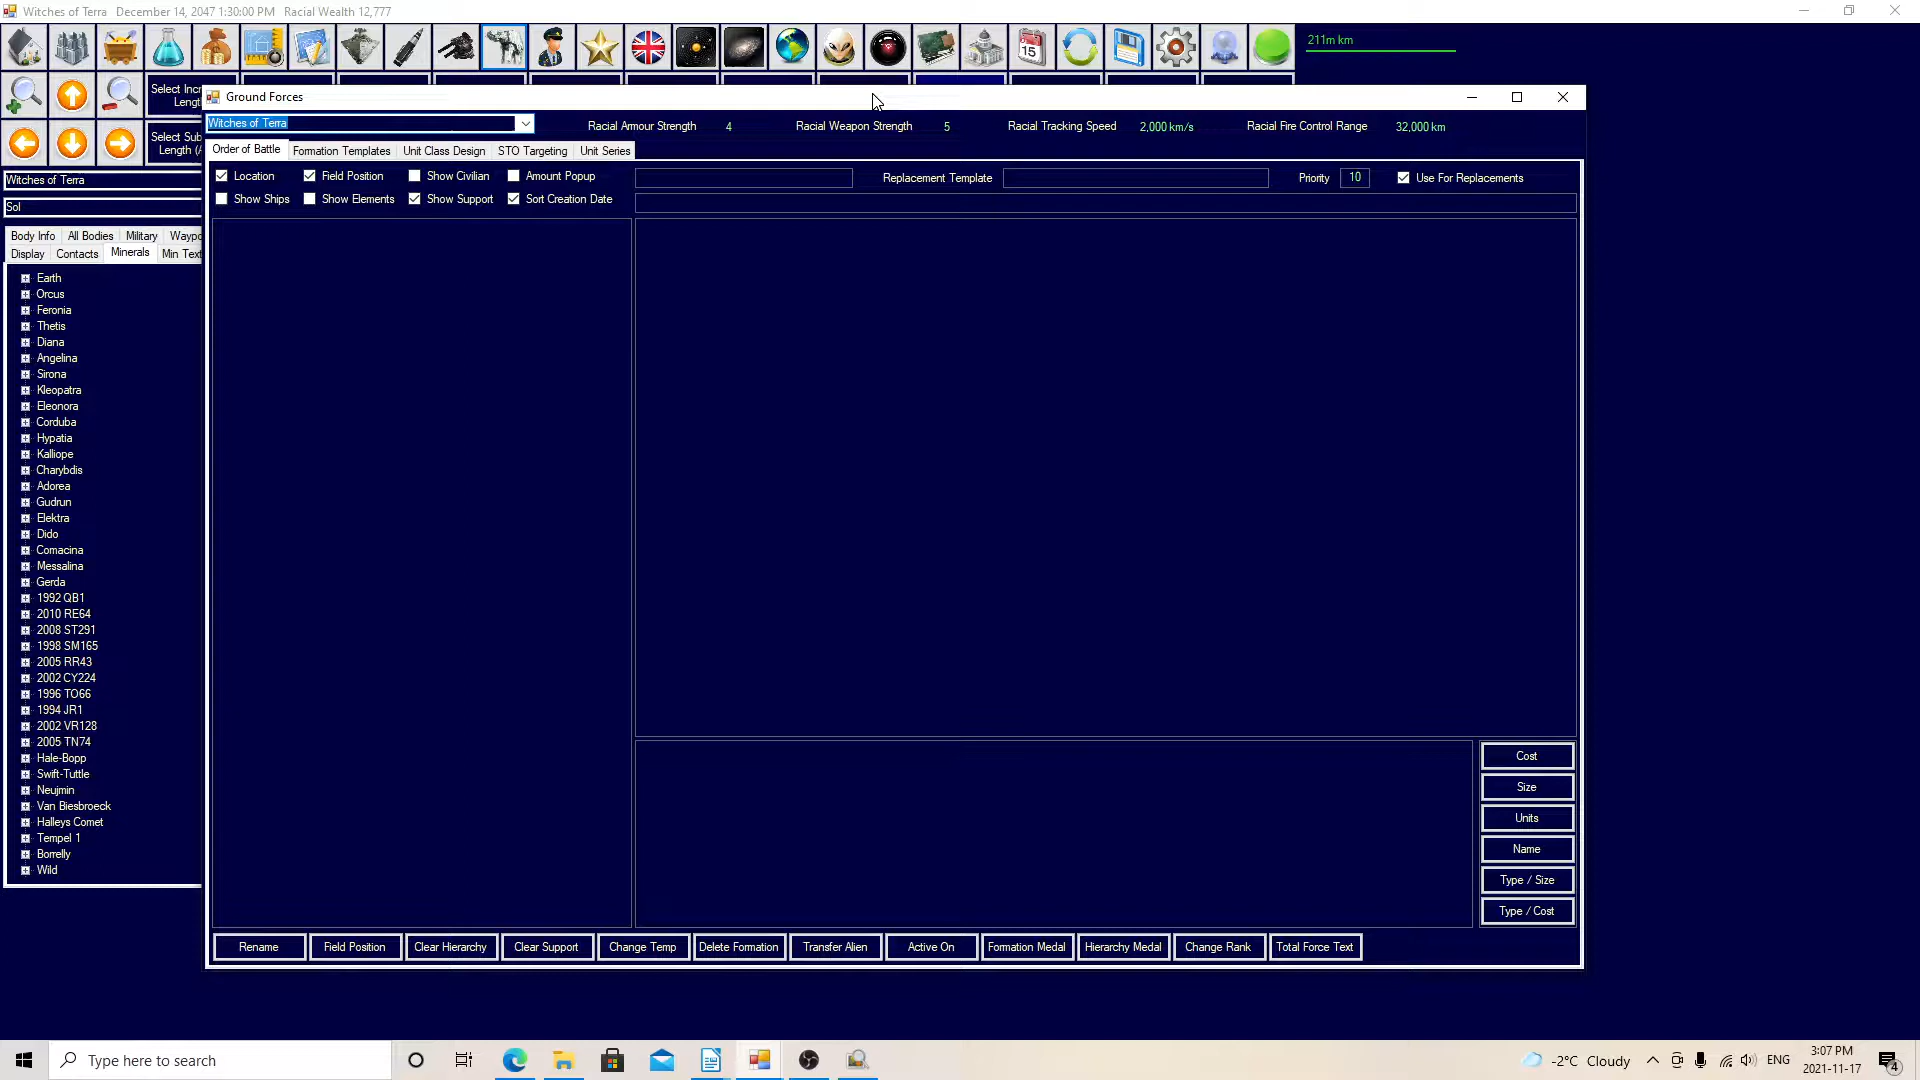 Witches of Terra   December 14, 2047 1:30:00 PM   Racial Wealth 12,777
211m km
Select Incr
Lengt
Select Sub
Length (A
Witches of Terra
Sol
Body Info   All Bodies   Military   Waypo
Display   Contacts   Minerals   Min Text
Earth
Orcus
Feronia
Thetis
Diana
Angelina
Sirona
Kleopatra
Eleonora
Corduba
Hypatia
Kalliope
Charybdis
Adorea
Gudrun
Elektra
Dido
Comacina
Messalina
Gerda
1992 QB1
2010 RE64
2008 ST291
1998 SM165
2005 RR43
2002 CY224
1996 TO66
1994 JR1
2002 VR128
2005 TN74
Hale-Bopp
Swift-Tuttle
Neujmin
Van Biesbroeck
Halleys Comet
Tempel 1
Borrelly
Wild
Ground Forces
Witches of Terra   Racial Armour Strength   4   Racial Weapon Strength   5   Racial Tracking Speed   2,000 km/s   Racial Fire Control Range   32,000 km
Order of Battle   Formation Templates   Unit Class Design   STO Targeting   Unit Series
Location   Field Position   Show Civilian   Amount Popup   Replacement Template   Priority   10   Use For Replacements
Show Ships   Show Elements   Show Support   Sort Creation Date
Cost
Size
Units
Name
Type / Size
Type / Cost
Rename   Field Position   Clear Hierarchy   Clear Support   Change Temp   Delete Formation   Transfer Alien   Active On   Formation Medal   Hierarchy Medal   Change Rank   Total Force Text
Type here to search
-2°C Cloudy   ENG   3:07 PM
2021-11-17
4
15